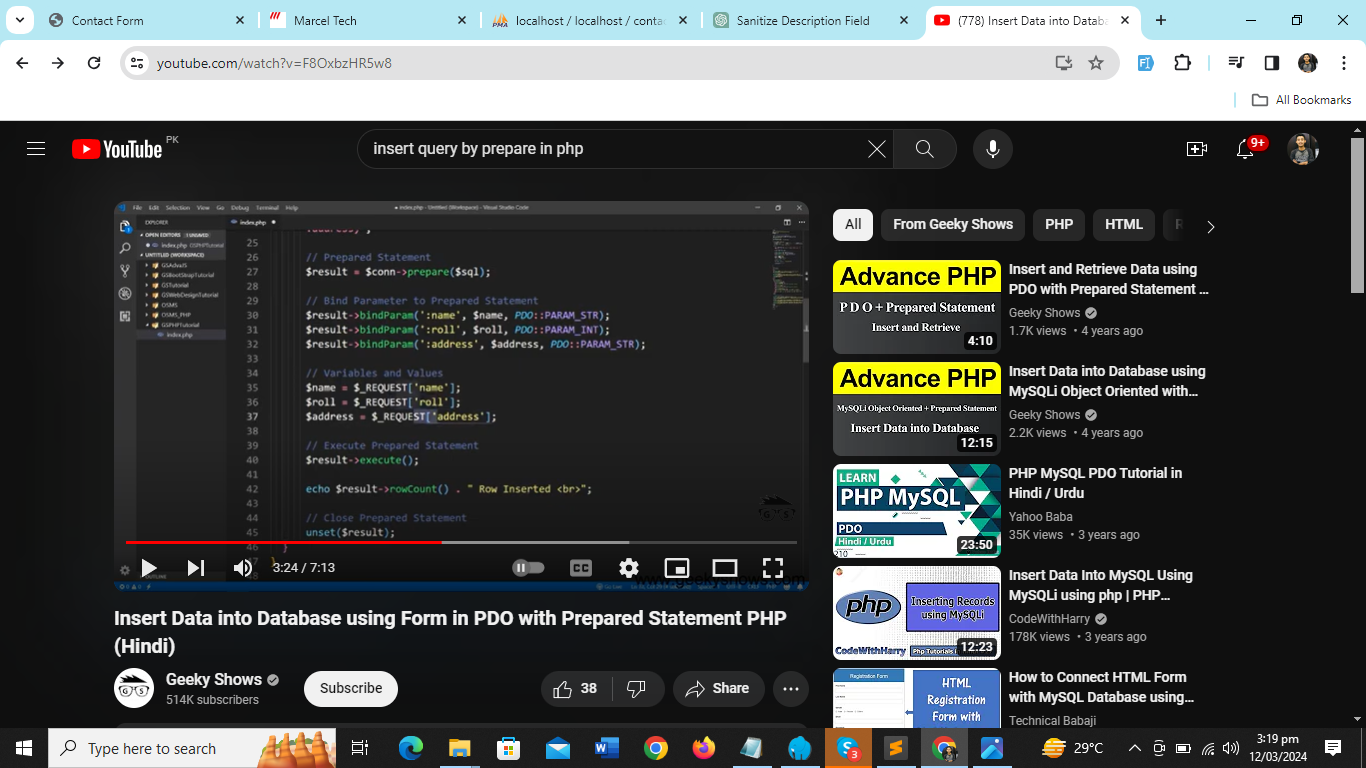 Contact Form
Marcel Tech
localhost / localhost / contac
Sanitize Description Field
(778) Insert Data into Databa
youtube.com/watch?v=F8OxbzHR5w8
All Bookmarks
YouTube PK
insert query by prepare in php
9+
File Edit Selection View Go Debug Terminal Help
index.php - Untitled (Workspace) - Visual Studio Code
EXPLORER
index.php
OPEN EDITORS 1 UNSAVED
index.php GSPHPTutorial
UNTITLED (WORKSPACE)
GSAdvaJS
GSBootStrapTutorial
GSTutorial
GSWebDesignTutorial
OSMS
OSMS_PHP
GSPHPTutorial
index.php
OUTLINE
25
26 // Prepared Statement
27 $result = $conn->prepare($sql);
28
29 // Bind Parameter to Prepared Statement
30 $result->bindParam(':name', $name, PDO::PARAM_STR);
31 $result->bindParam(':roll', $roll, PDO::PARAM_INT);
32 $result->bindParam(':address', $address, PDO::PARAM_STR);
33
34 // Variables and Values
35 $name = $_REQUEST['name'];
36 $roll = $_REQUEST['roll'];
37 $address = $_REQUEST['address'];
38
39 // Execute Prepared Statement
40 $result->execute();
41
42 echo $result->rowCount() . " Row Inserted <br>";
43
44 // Close Prepared Statement
45 unset($result);
46 }
3:24 / 7:13
CC
www.geekyshows.com
Insert Data into Database using Form in PDO with Prepared Statement PHP
(Hindi)
Geeky Shows
514K subscribers
Subscribe
38
Share
All
From Geeky Shows
PHP
HTML
Advance PHP
P D O + Prepared Statement
Insert and Retrieve
4:10
Insert and Retrieve Data using
PDO with Prepared Statement ...
Geeky Shows
1.7K views • 4 years ago
Advance PHP
MySQLi Object Oriented + Prepared Statement
Insert Data into Database
12:15
Insert Data into Database using
MySQLi Object Oriented with...
Geeky Shows
2.2K views • 4 years ago
LEARN
PHP MySQL
PDO
Hindi / Urdu
23:50
PHP MySQL PDO Tutorial in
Hindi / Urdu
Yahoo Baba
35K views • 3 years ago
php
Inserting Records
using MySQLi
CodeWithHarry
Php Tutorials
12:23
Insert Data Into MySQL Using
MySQLi using php | PHP...
CodeWithHarry
178K views • 3 years ago
Registration Form
HTML
Registration
Form with
How to Connect HTML Form
with MySQL Database using...
Technical Babaji
Type here to search
3
29°C
3:19 pm
12/03/2024